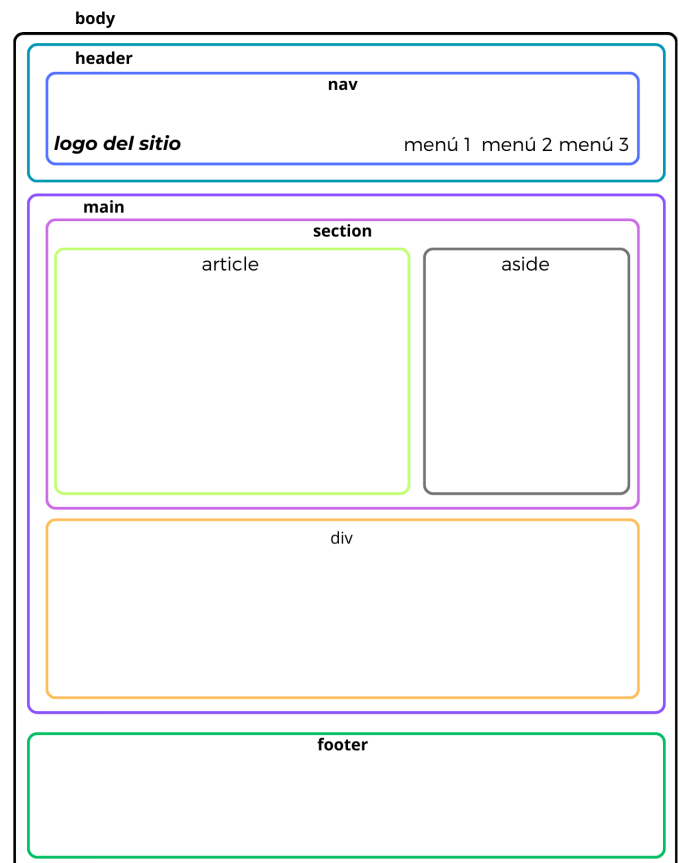 body
header
nav
logo del sitio menú 1 menú 2 menú 3
main
section
article aside
div
footer